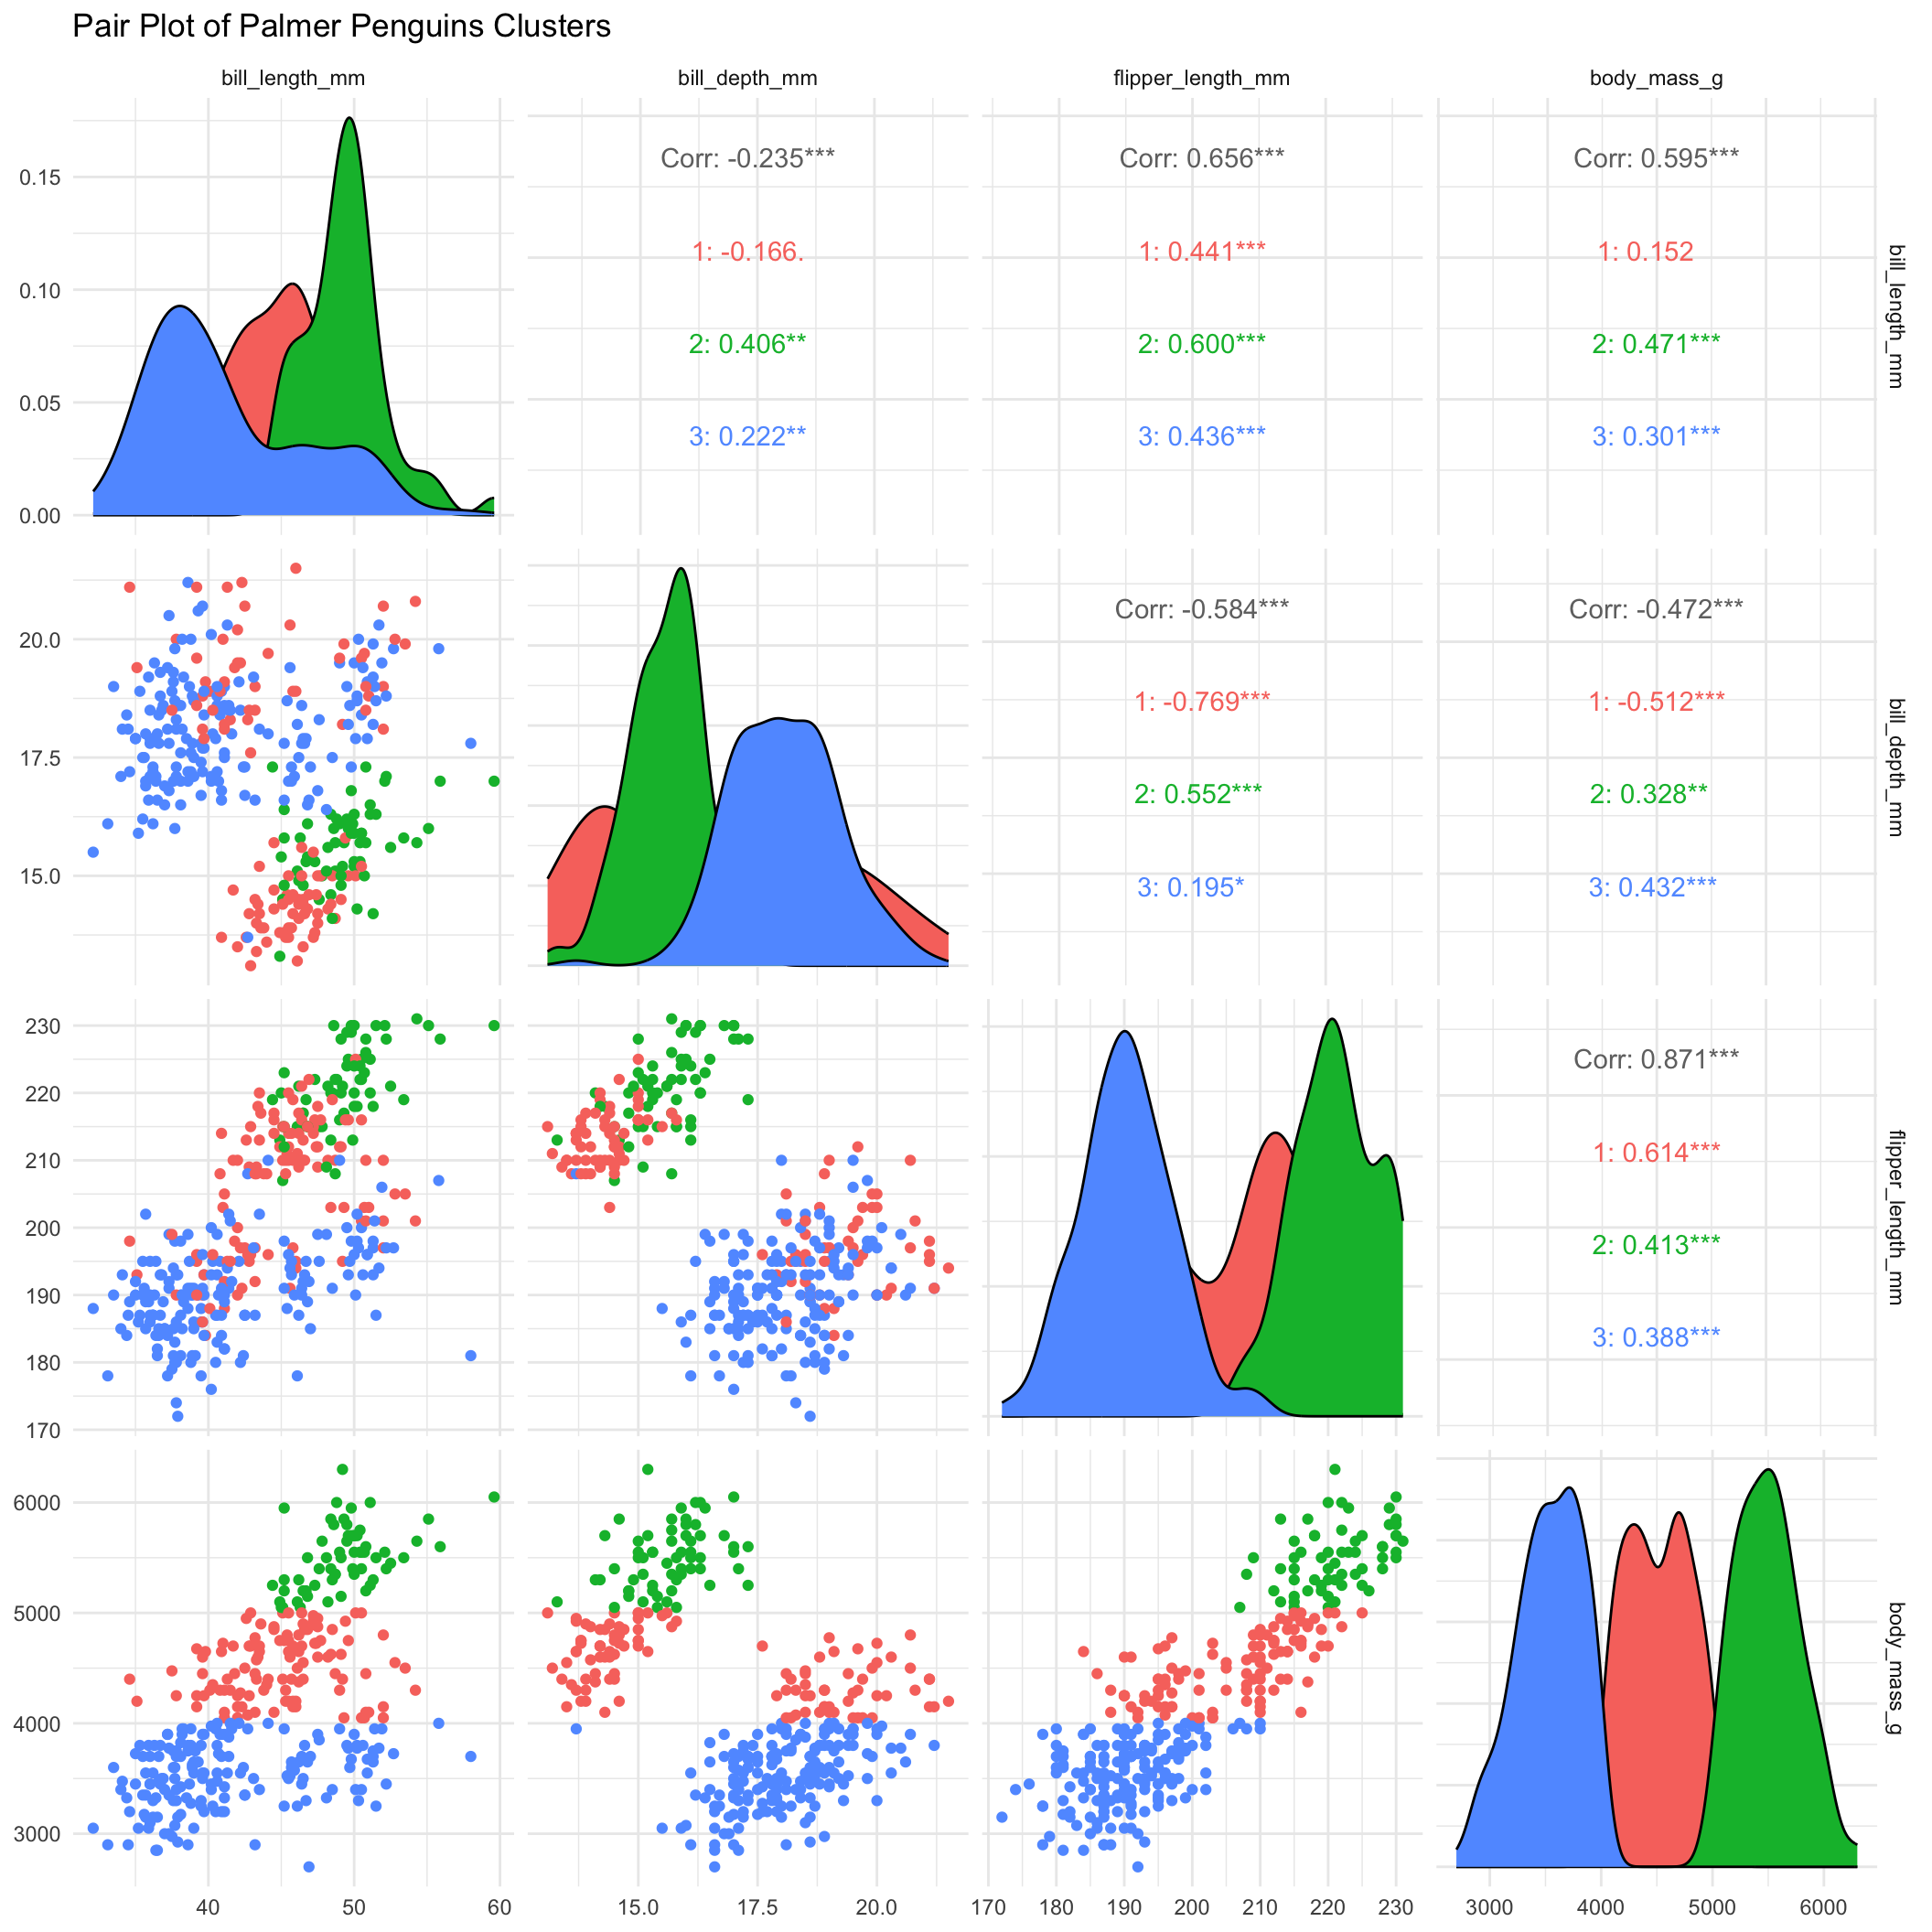 Pair Plot of Palmer Penguins Clusters
bill_length_mm
bill_depth_mm
flipper_length_mm
body_mass_g
0.15
0.10
0.05
0.00
Corr: -0.235***
1: -0.166.
2: 0.406**
3: 0.222**
Corr: 0.656***
1: 0.441***
2: 0.600***
3: 0.436***
Corr: 0.595***
1: 0.152
2: 0.471***
3: 0.301***
bill_length_mm
20.0
17.5
15.0
Corr: -0.584***
1: -0.769***
2: 0.552***
3: 0.195*
Corr: -0.472***
1: -0.512***
2: 0.328**
3: 0.432***
bill_depth_mm
230
220
210
200
190
180
170
Corr: 0.871***
1: 0.614***
2: 0.413***
3: 0.388***
flipper_length_mm
6000
5000
4000
3000
body_mass_g
40 50 60
15.0 17.5 20.0
170 180 190 200 210 220 230
3000 4000 5000 6000